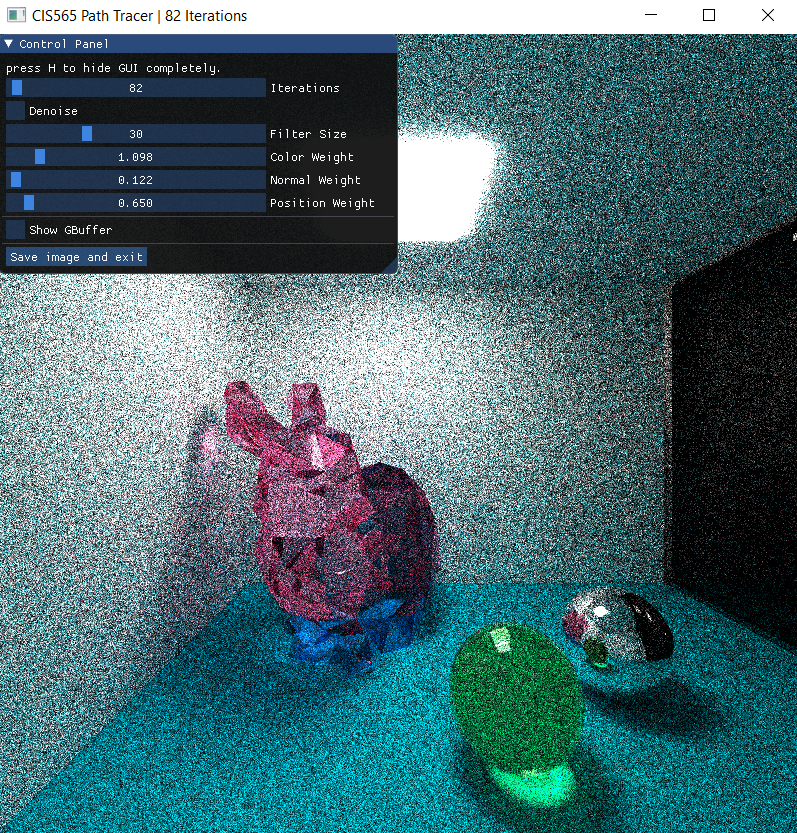 CIS565 Path Tracer | 82 Iterations
Control Panel
press H to hide GUI completely.
82 Iterations
Denoise
30 Filter Size
1.098 Color Weight
0.122 Normal Weight
0.650 Position Weight
Show GBuffer
Save image and exit